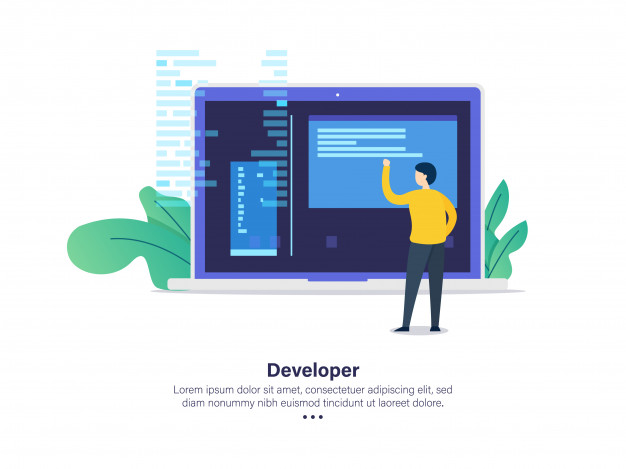 Developer
Lorem ipsum dolor sit amet, consectetuer adipiscing elit, sed
diam nonummy nibh euismod tincidunt ut laoreet dolore.